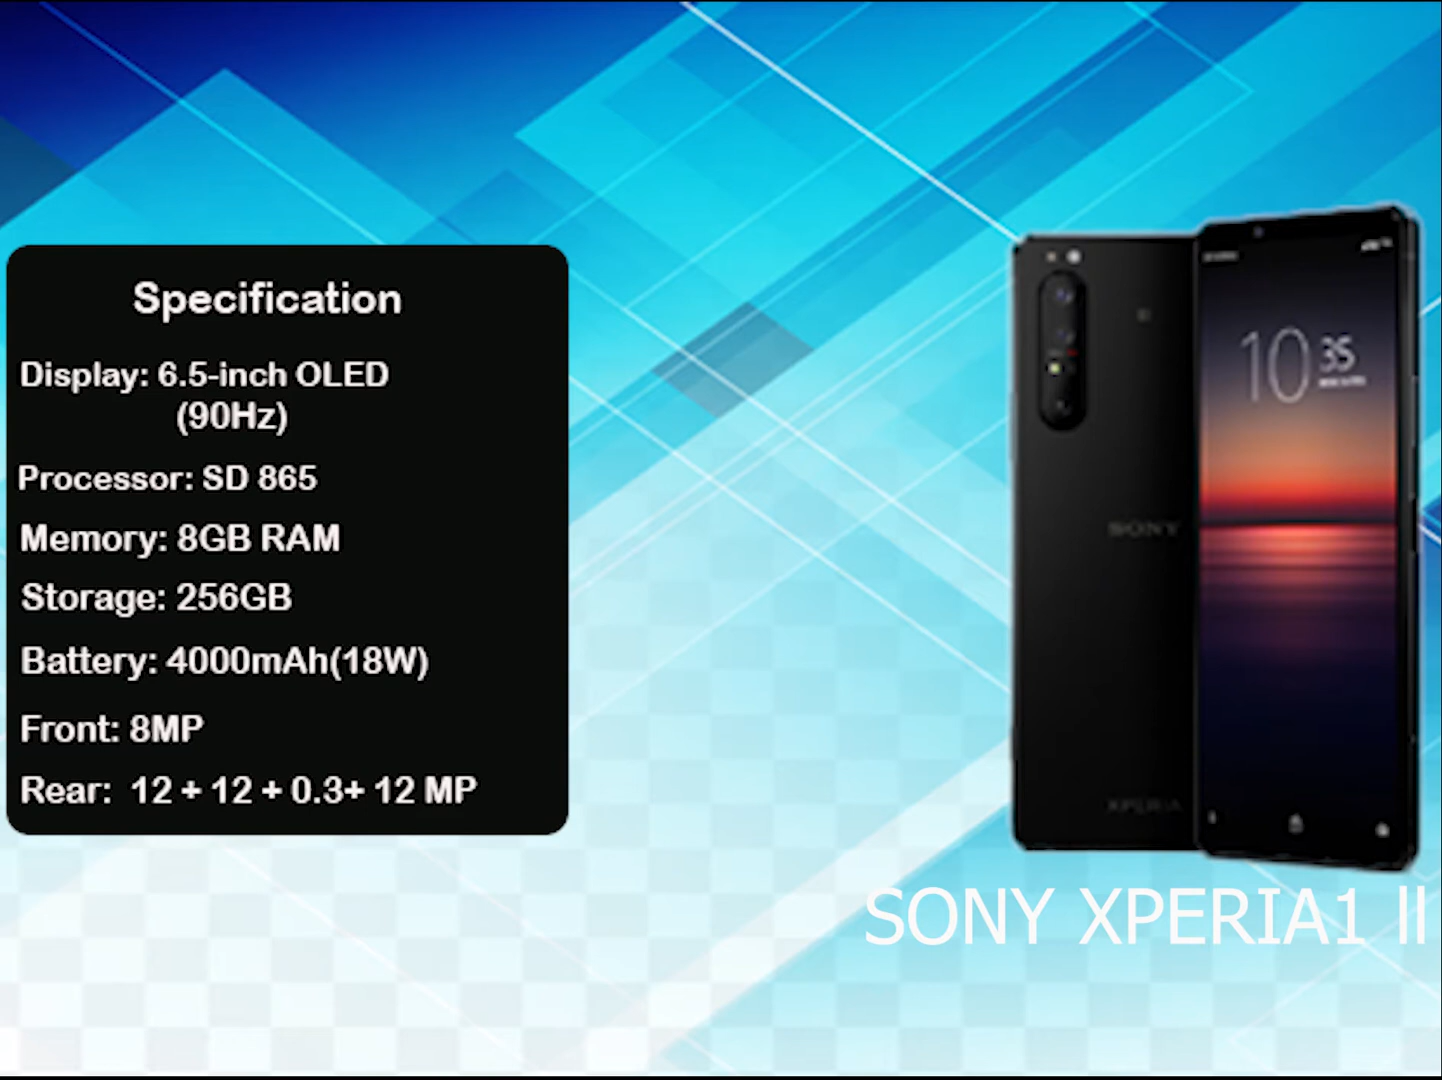 Specification
Display: 6.5-inch OLED
(90Hz)
Processor: SD 865
Memory: 8GB RAM
Storage: 256GB
Battery: 4000mAh(18W)
Front: 8MP
Rear: 12 + 12 + 0.3+ 12 MP
10 35
SONY
XPERIA
SONY XPERIA1 ll